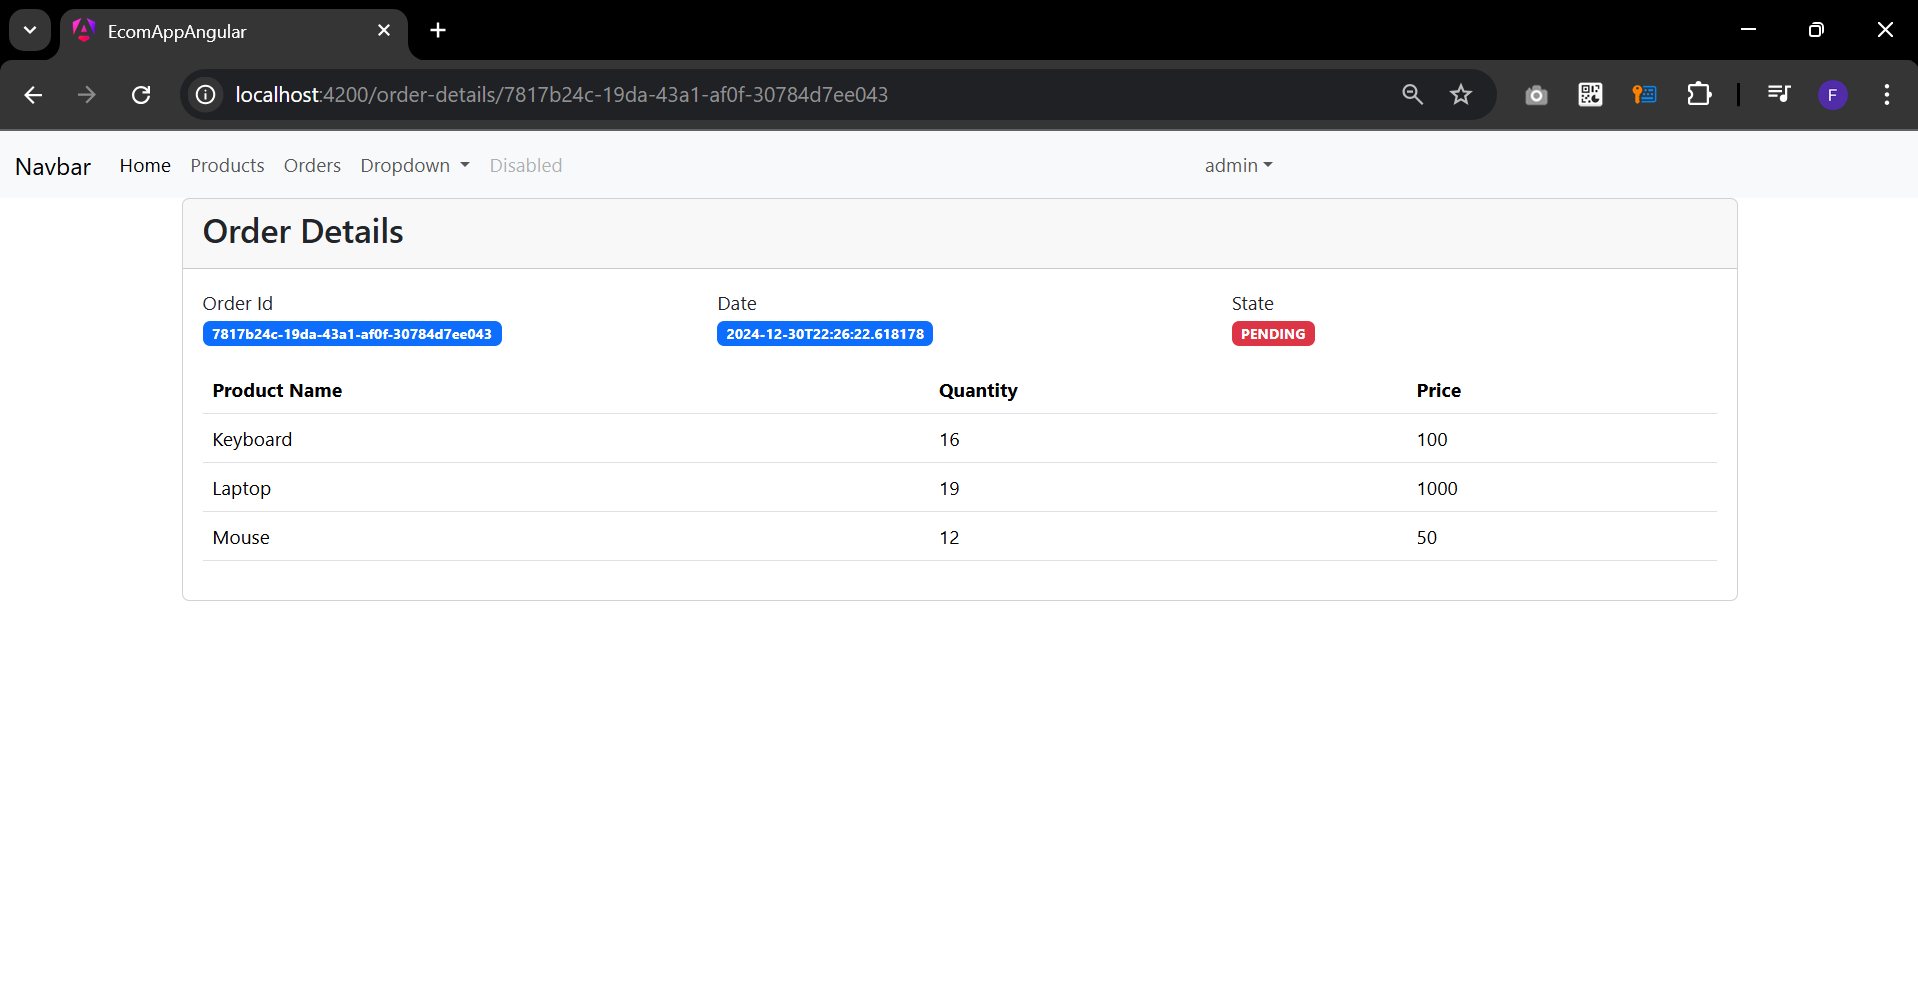 EcomAppAngular
localhost:4200/order-details/7817b24c-19da-43a1-af0f-30784d7ee043
F
Navbar Home Products Orders Dropdown Disabled admin
Order Details
Order Id Date State
7817b24c-19da-43a1-af0f-30784d7ee043 2024-12-30T22:26:22.618178 PENDING
Product Name Quantity Price
Keyboard 16 100
Laptop 19 1000
Mouse 12 50